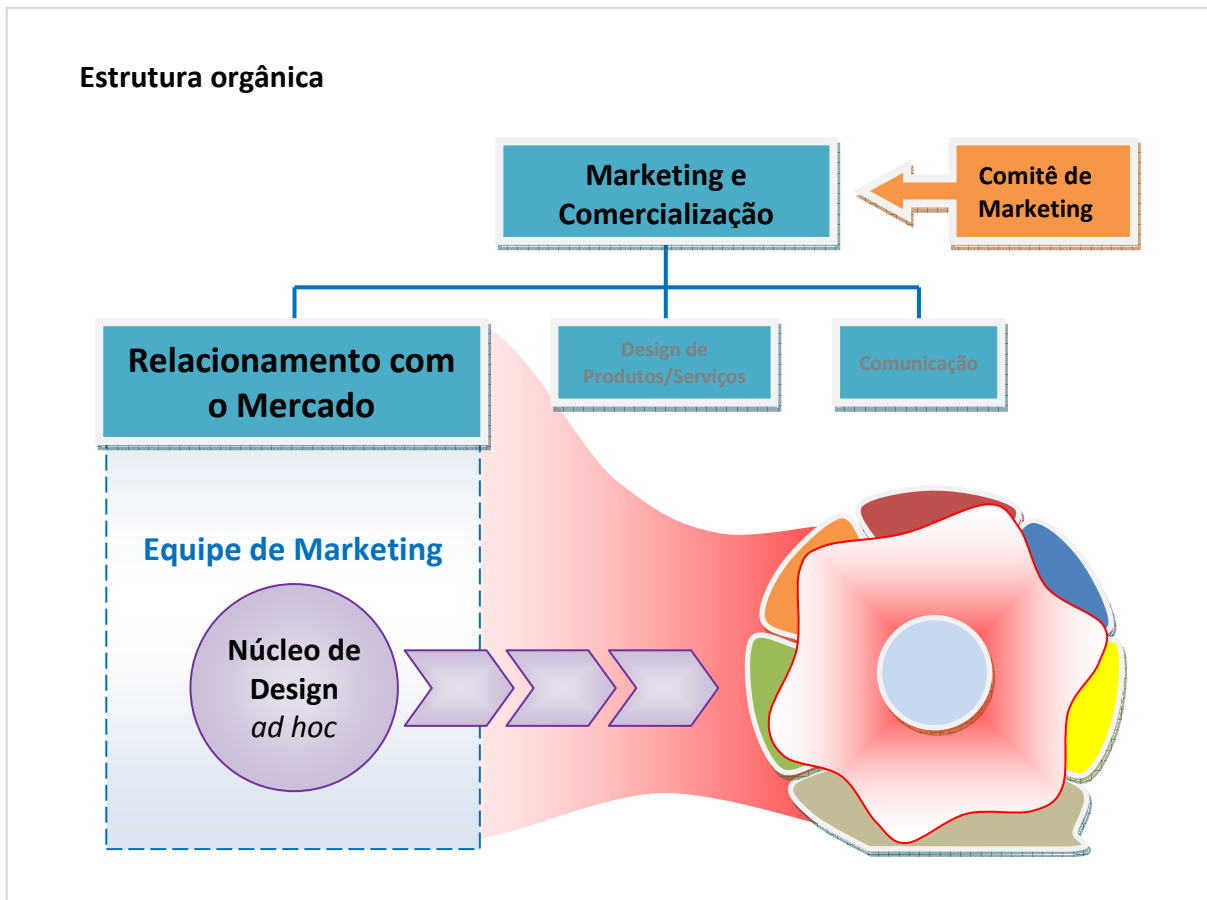 Estrutura orgânica
Marketing e
Comercialização
Comitê de
Marketing
Relacionamento com
o Mercado
Design de
Produtos/Serviços
Comunicação
Equipe de Marketing
Núcleo de
Design
ad hoc